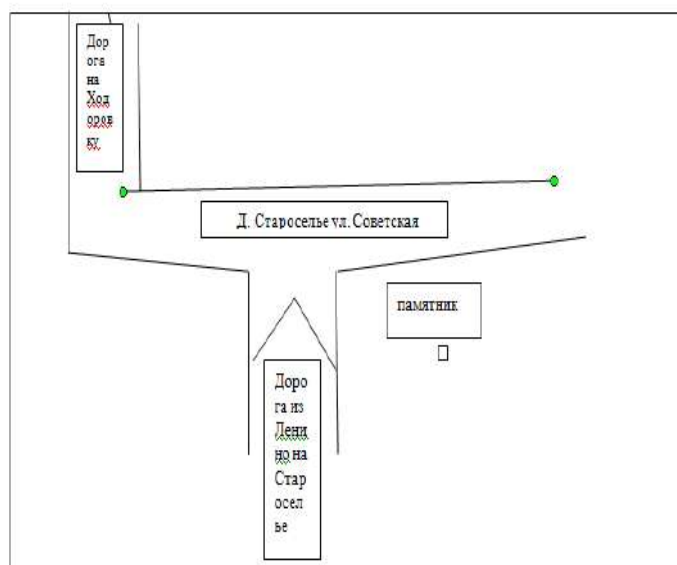 Дор
ога
на
Ход
оров
ку
Д. Староселье ул. Советская
памятник
Доро
га из
Лени
но на
Стар
осел
ье